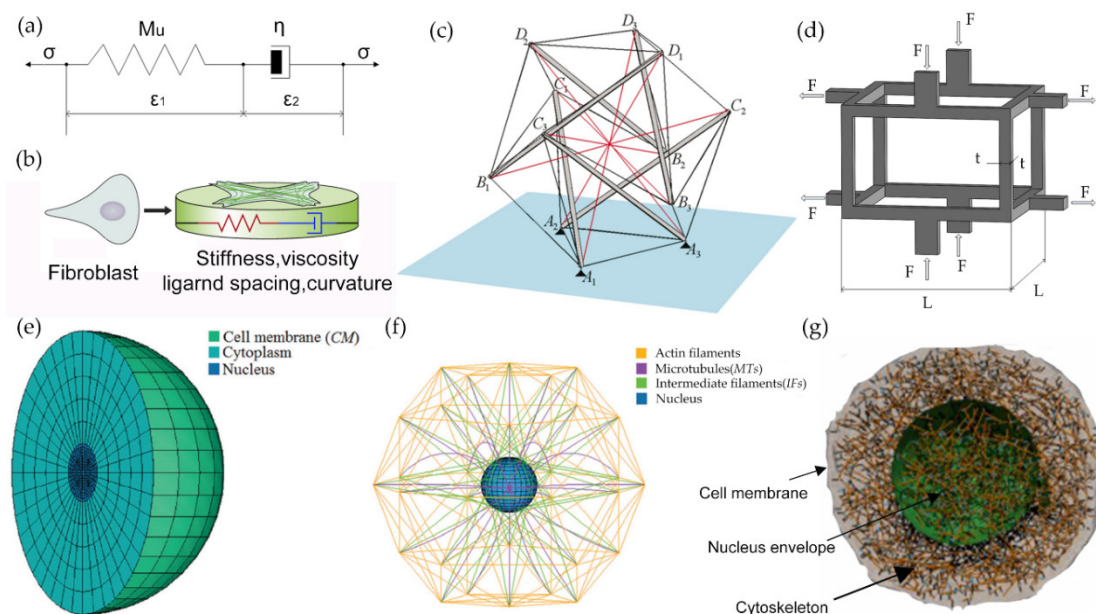 (a)
Mu
η
σ
σ
ε1
ε2
(b)
Fibroblast
Stiffness,viscosity
ligarnd spacing,curvature
(c)
D2
D3
D1
C1
C3
C2
B1
B2
B3
A2
A3
A1
(d)
F
F
F
F
t
t
F
F
F
F
L
L
(e)
Cell membrane (CM)
Cytoplasm
Nucleus
(f)
Actin filaments
Microtubules(MTs)
Intermediate filaments(IFs)
Nucleus
(g)
Cell membrane
Nucleus envelope
Cytoskeleton